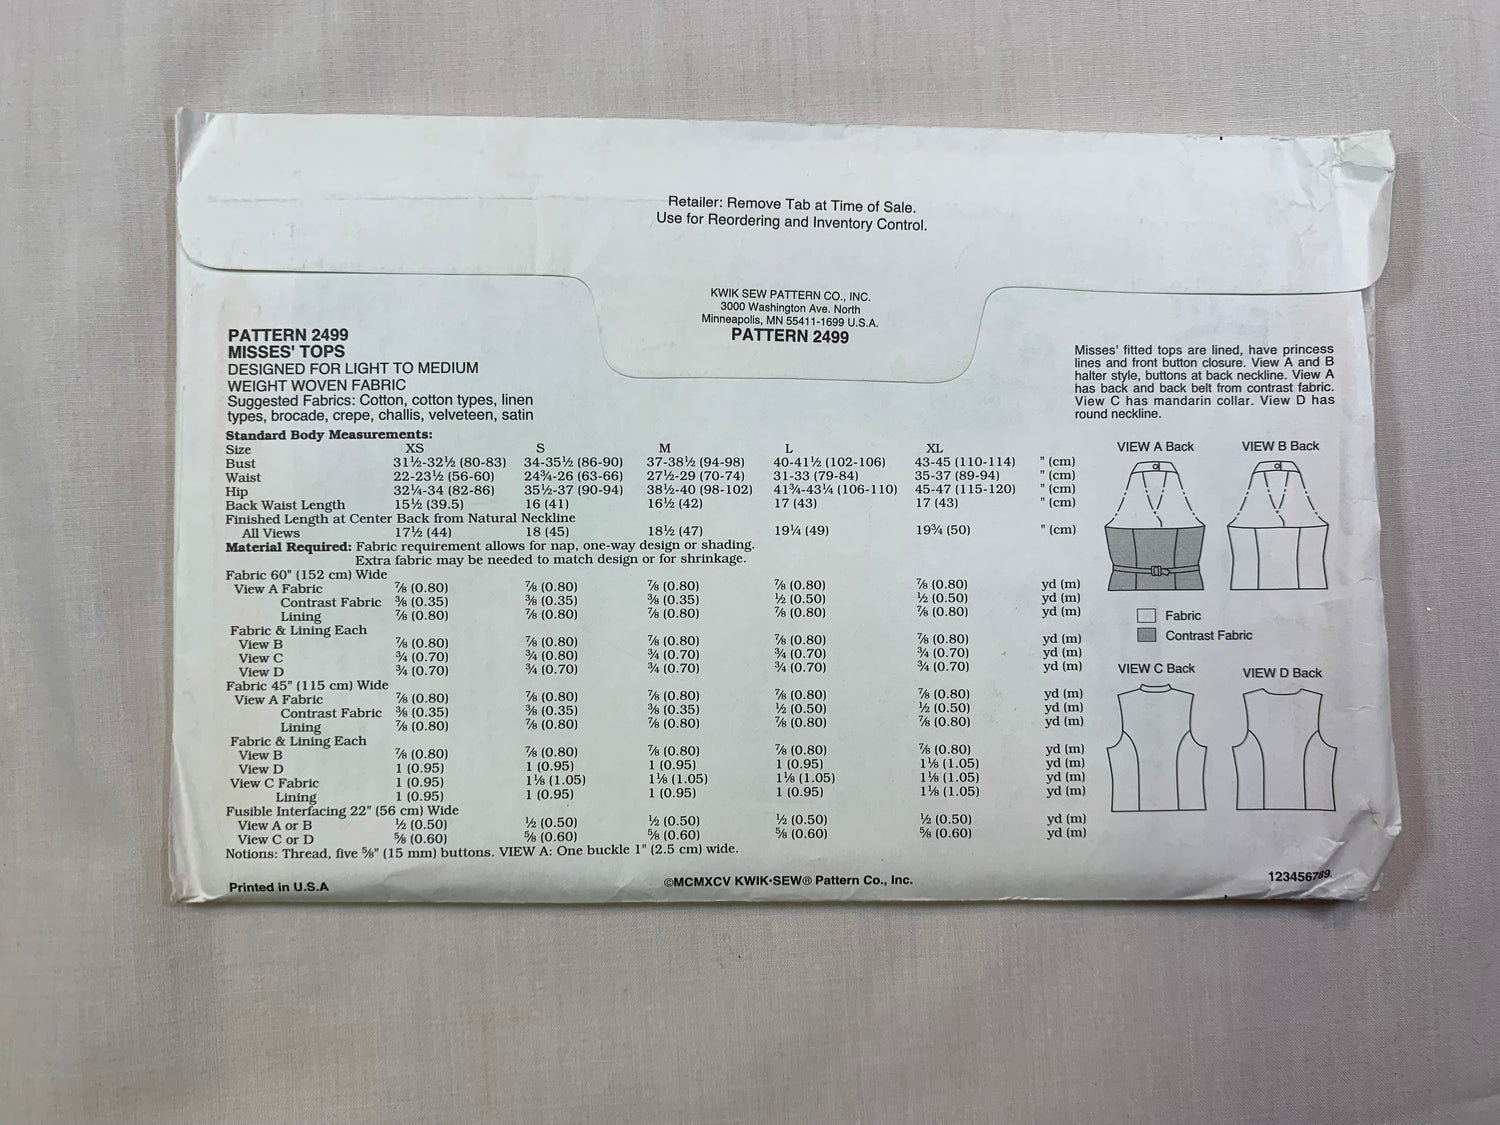 Retailer: Remove Tab at Time of Sale.
Use for Reordering and Inventory Control.
KWIK SEW PATTERN CO., INC.
3000 Washington Ave. North
Minneapolis, MN 55411-1699 U.S.A.
PATTERN 2499
PATTERN 2499
MISSES' TOPS
DESIGNED FOR LIGHT TO MEDIUM
WEIGHT WOVEN FABRIC
Suggested Fabrics: Cotton, cotton types, linen
types, brocade, crepe, challis, velveteen, satin
Misses' fitted tops are lined, have princess
lines and front button closure. View A and B
halter style, buttons at back neckline. View A
has back and back belt from contrast fabric.
View C has mandarin collar. View D has
round neckline.
Standard Body Measurements:
Size XS S M L XL
Bust 31½-32½ (80-83) 34-35½ (86-90) 37-38½ (94-98) 40-41½ (102-106) 43-45 (110-114) " (cm)
Waist 22-23½ (56-60) 24¾-26 (63-66) 27½-29 (70-74) 31-33 (79-84) 35-37 (89-94) " (cm)
Hip 32¼-34 (82-86) 35½-37 (90-94) 38½-40 (98-102) 41¾-43¼ (106-110) 45-47 (115-120) " (cm)
Back Waist Length 15½ (39.5) 16 (41) 16½ (42) 17 (43) 17 (43) " (cm)
Finished Length at Center Back from Natural Neckline
All Views 17½ (44) 18 (45) 18½ (47) 19¼ (49) 19¾ (50) " (cm)
Material Required: Fabric requirement allows for nap, one-way design or shading.
Extra fabric may be needed to match design or for shrinkage.
Fabric 60" (152 cm) Wide
View A Fabric ⅞ (0.80) ⅞ (0.80) ⅞ (0.80) ⅞ (0.80) ⅞ (0.80) yd (m)
Contrast Fabric ⅜ (0.35) ⅜ (0.35) ⅜ (0.35) ½ (0.50) ½ (0.50) yd (m)
Lining ⅞ (0.80) ⅞ (0.80) ⅞ (0.80) ⅞ (0.80) ⅞ (0.80) yd (m)
Fabric & Lining Each
View B ⅞ (0.80) ⅞ (0.80) ⅞ (0.80) ⅞ (0.80) ⅞ (0.80) yd (m)
View C ¾ (0.70) ¾ (0.80) ¾ (0.70) ¾ (0.70) ¾ (0.70) yd (m)
View D ¾ (0.70) ¾ (0.70) ¾ (0.70) ¾ (0.70) ¾ (0.70) yd (m)
Fabric 45" (115 cm) Wide
View A Fabric ⅞ (0.80) ⅞ (0.80) ⅞ (0.80) ⅞ (0.80) ⅞ (0.80) yd (m)
Contrast Fabric ⅜ (0.35) ⅜ (0.35) ⅜ (0.35) ½ (0.50) ½ (0.50) yd (m)
Lining ⅞ (0.80) ⅞ (0.80) ⅞ (0.80) ⅞ (0.80) ⅞ (0.80) yd (m)
Fabric & Lining Each
View B ⅞ (0.80) ⅞ (0.80) ⅞ (0.80) ⅞ (0.80) ⅞ (0.80) yd (m)
View D 1 (0.95) 1 (0.95) 1 (0.95) 1 (0.95) 1⅛ (1.05) yd (m)
View C Fabric 1 (0.95) 1⅛ (1.05) 1⅛ (1.05) 1⅛ (1.05) 1⅛ (1.05) yd (m)
Lining 1 (0.95) 1 (0.95) 1 (0.95) 1 (0.95) 1⅛ (1.05) yd (m)
Fusible Interfacing 22" (56 cm) Wide
View A or B ½ (0.50) ½ (0.50) ½ (0.50) ½ (0.50) ½ (0.50) yd (m)
View C or D ⅝ (0.60) ⅝ (0.60) ⅝ (0.60) ⅝ (0.60) ⅝ (0.60) yd (m)
Notions: Thread, five ⅝" (15 mm) buttons. VIEW A: One buckle 1" (2.5 cm) wide.
VIEW A Back VIEW B Back
Fabric
Contrast Fabric
VIEW C Back VIEW D Back
Printed in U.S.A
©MCMXCV KWIK•SEW® Pattern Co., Inc.
123456789.